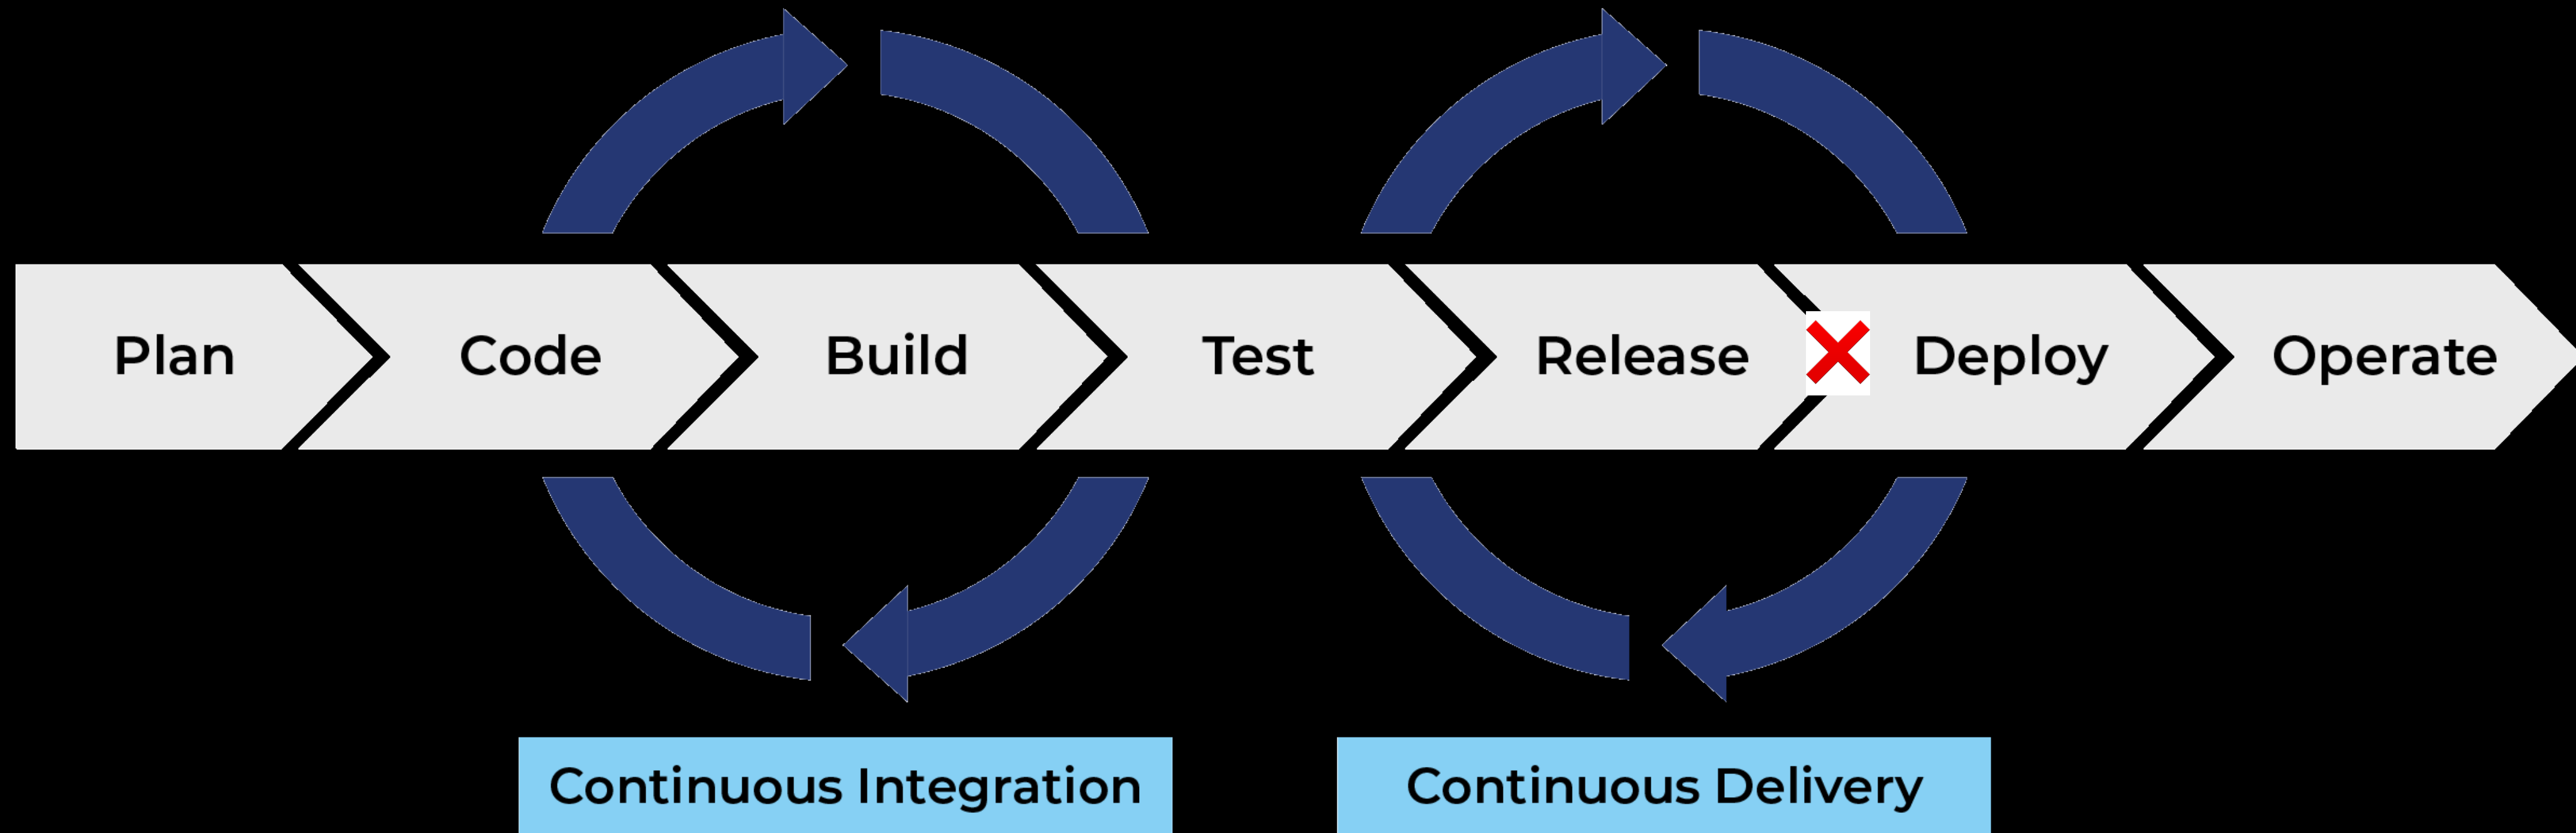 Plan
Code
Build
Test
Release
Deploy
Operate
Continuous Integration
Continuous Delivery